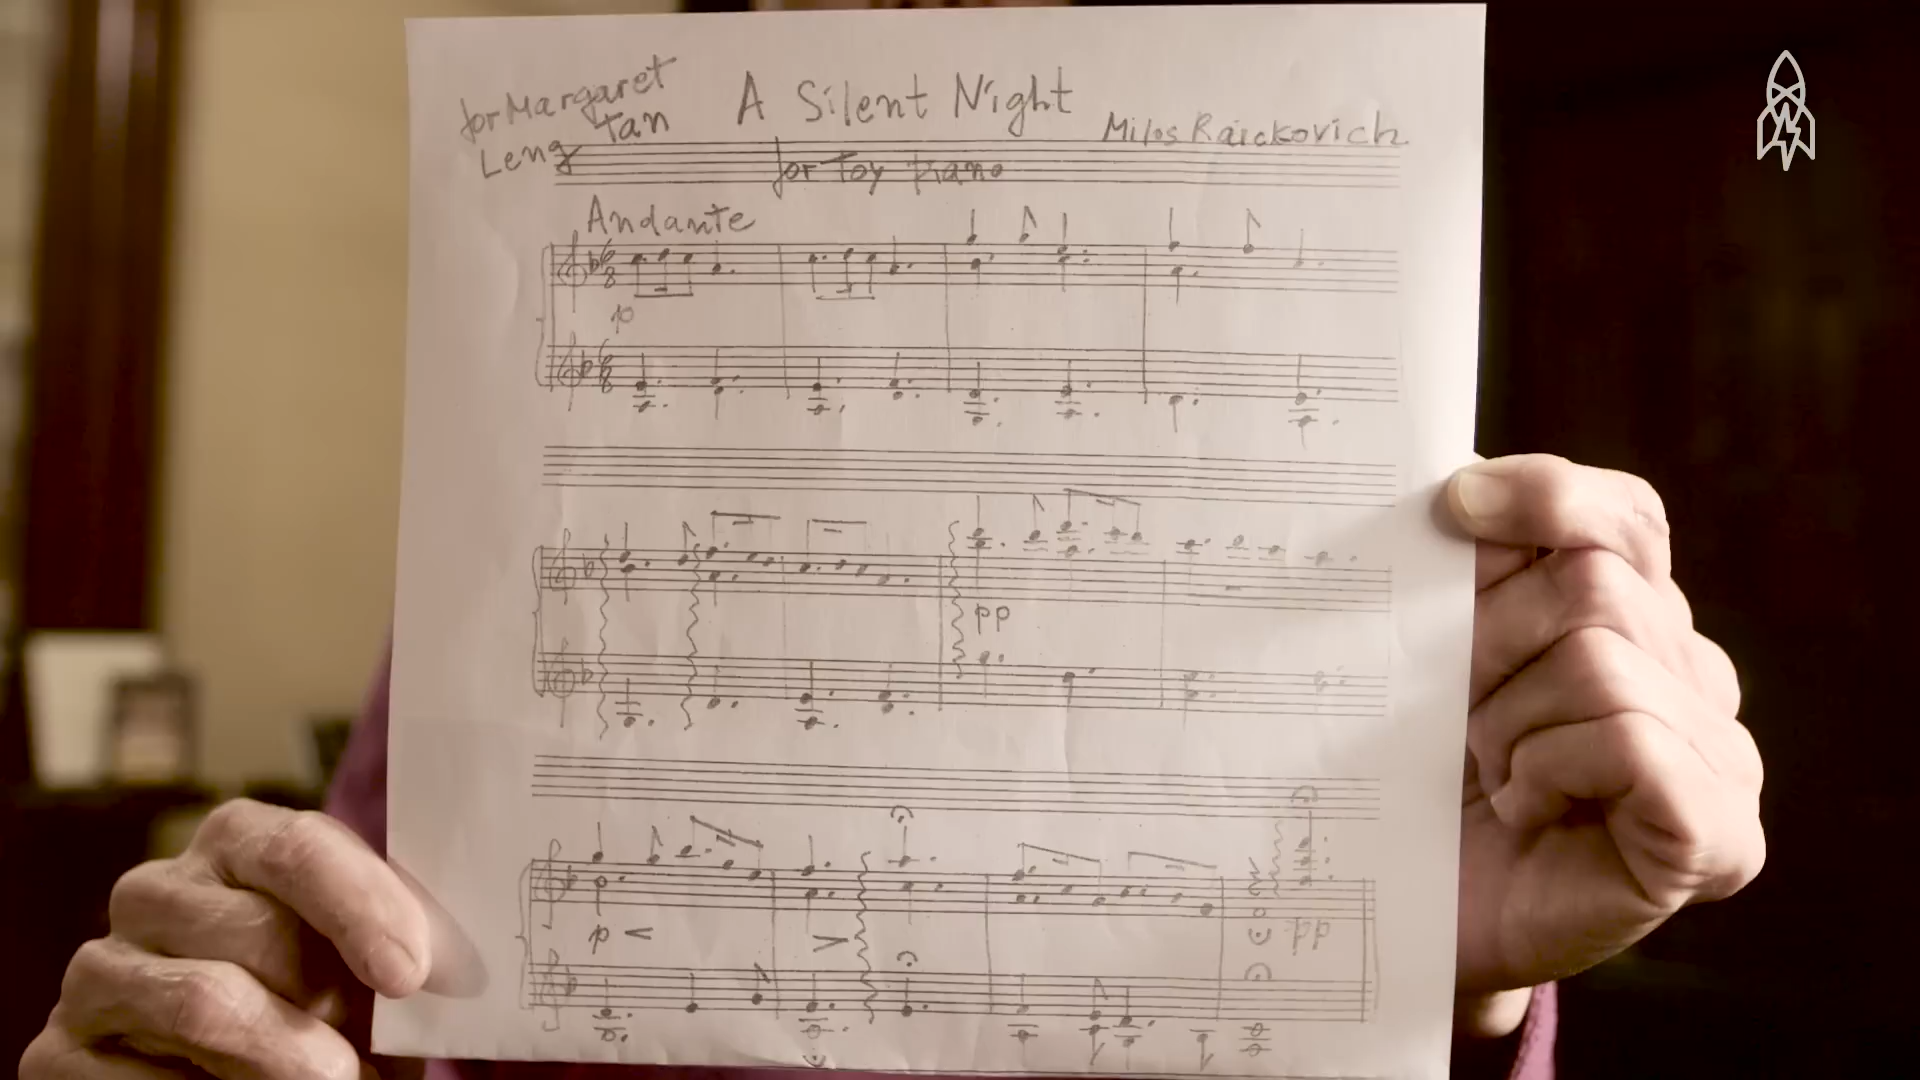 for Margaret
Leng Tan
A Silent Night
Milos Raickovich
for Toy Piano
Andante
p
pp
p
pp